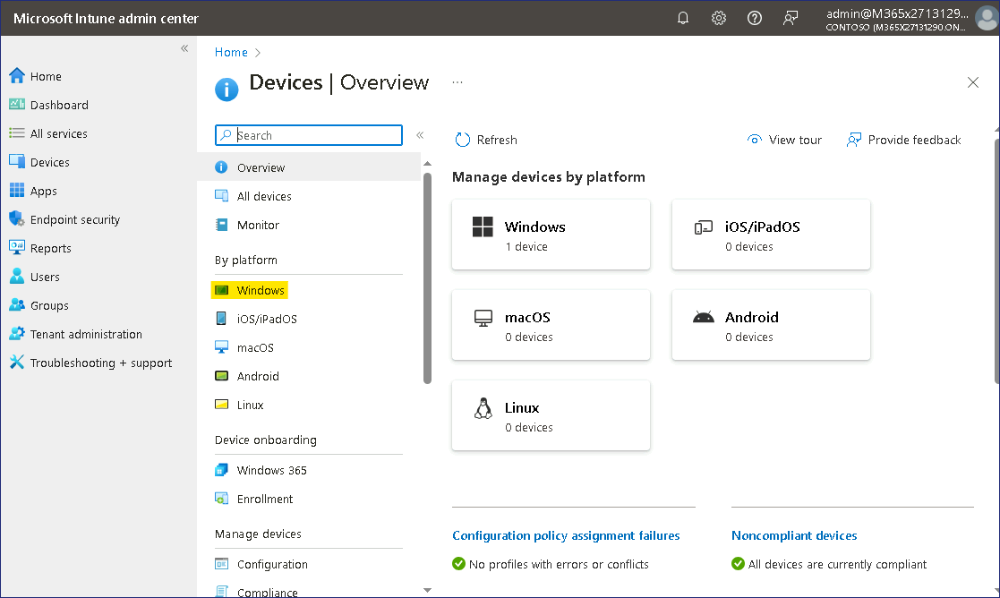 Microsoft Intune admin center
admin@M365x2713129...
CONTOSO (M365X27131290.ON...
«
Home
Dashboard
All services
Devices
Apps
Endpoint security
Reports
Users
Groups
Tenant administration
Troubleshooting + support
Home >
Devices | Overview ...
Search
«
Overview
All devices
Monitor
By platform
Windows
iOS/iPadOS
macOS
Android
Linux
Device onboarding
Windows 365
Enrollment
Manage devices
Configuration
Compliance
Refresh
View tour
Provide feedback
Manage devices by platform
Windows
1 device
iOS/iPadOS
0 devices
macOS
0 devices
Android
0 devices
Linux
0 devices
Configuration policy assignment failures
No profiles with errors or conflicts
Noncompliant devices
All devices are currently compliant